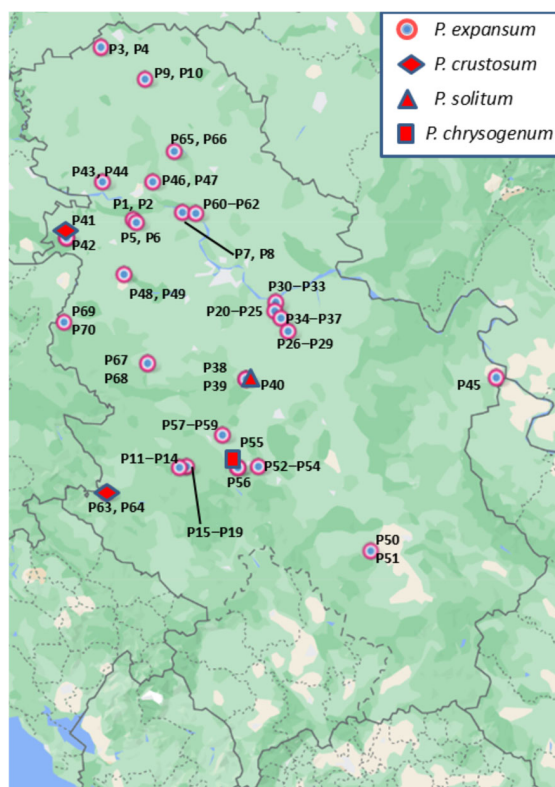 P. expansum
P. crustosum
P. solitum
P. chrysogenum
P3, P4
P9, P10
P65, P66
P43, P44
P46, P47
P1, P2
P60−P62
P41
P42
P5, P6
P7, P8
P48, P49
P30−P33
P20−P25
P34−P37
P26−P29
P69
P70
P67
P68
P38
P39
P40
P45
P57−P59
P55
P11−P14
P56
P52−P54
P63, P64
P15−P19
P50
P51